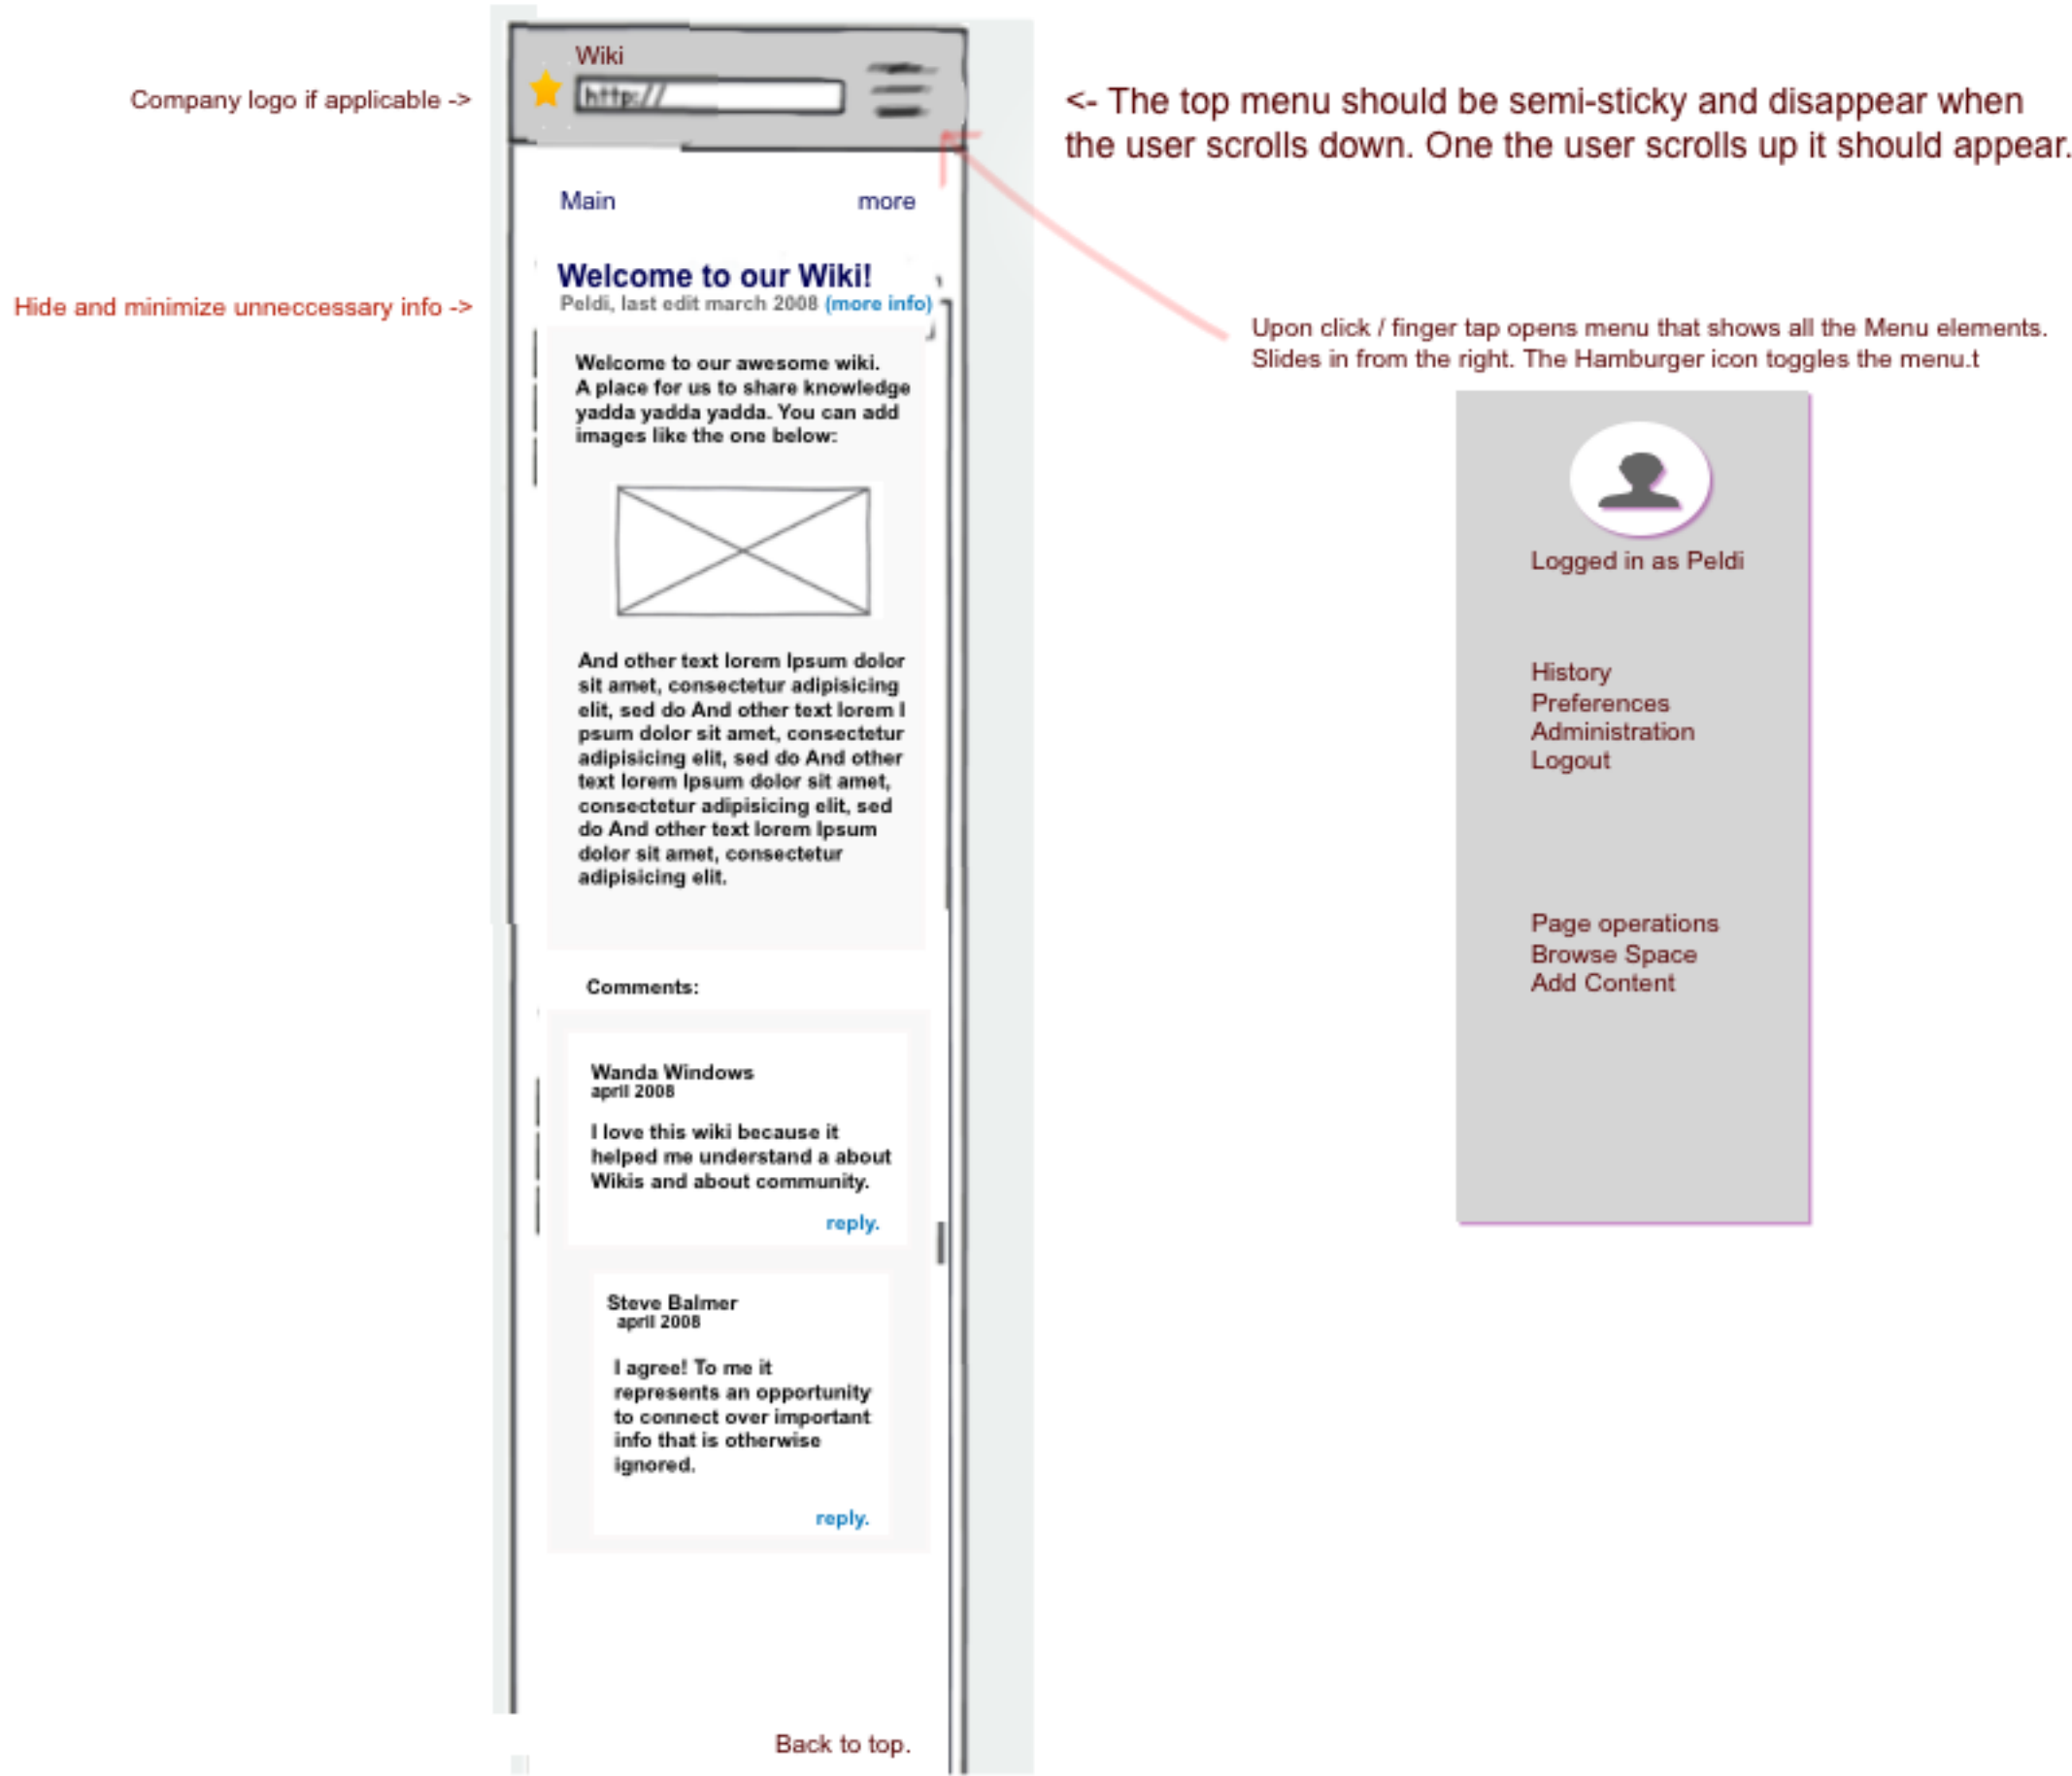 Wiki
http://
Company logo if applicable ->
<- The top menu should be semi-sticky and disappear when
the user scrolls down. One the user scrolls up it should appear.
Main more
Welcome to our Wiki!
Peldi, last edit march 2008 (more info)
Hide and minimize unneccessary info ->
Upon click / finger tap opens menu that shows all the Menu elements.
Slides in from the right. The Hamburger icon toggles the menu.t
Welcome to our awesome wiki.
A place for us to share knowledge
yadda yadda yadda. You can add
images like the one below:
And other text lorem Ipsum dolor
sit amet, consectetur adipisicing
elit, sed do And other text lorem I
psum dolor sit amet, consectetur
adipisicing elit, sed do And other
text lorem Ipsum dolor sit amet,
consectetur adipisicing elit, sed
do And other text lorem Ipsum
dolor sit amet, consectetur
adipisicing elit.
Comments:
Wanda Windows
april 2008
I love this wiki because it
helped me understand a about
Wikis and about community.
reply.
Steve Balmer
april 2008
I agree! To me it
represents an opportunity
to connect over important
info that is otherwise
ignored.
reply.
Back to top.
Logged in as Peldi
History
Preferences
Administration
Logout
Page operations
Browse Space
Add Content